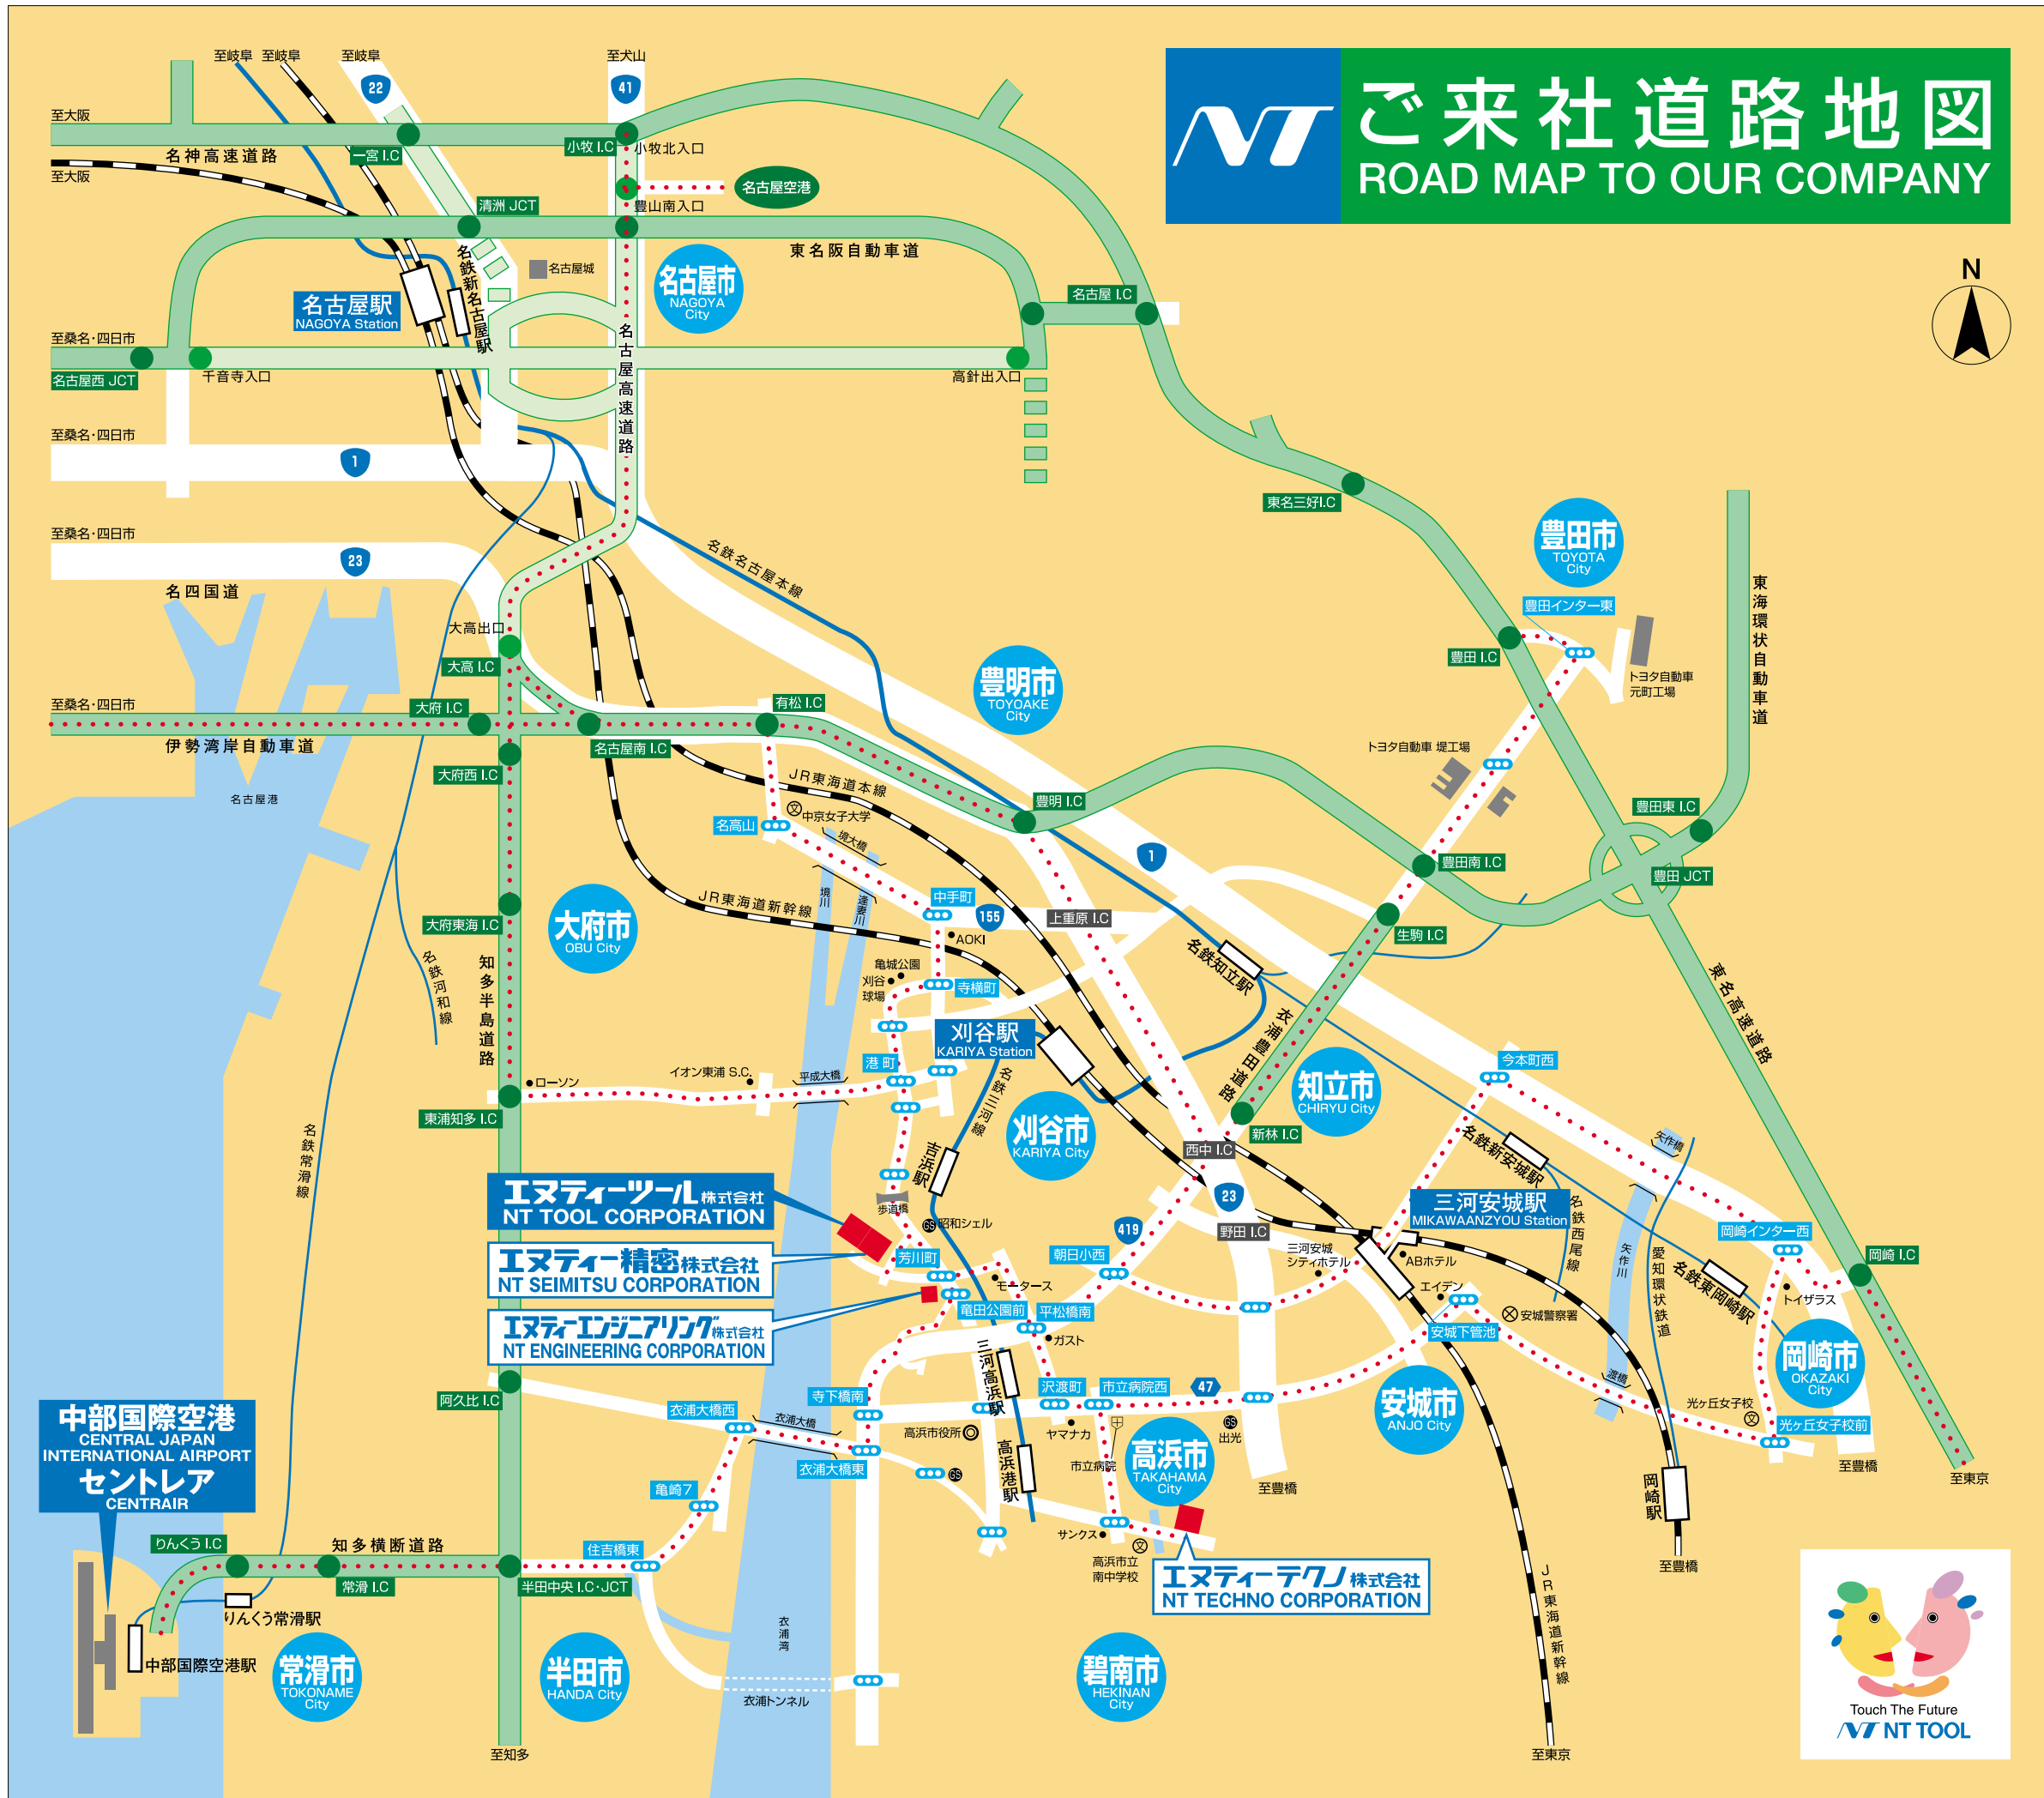 至岐阜
至岐阜
至岐阜
22
至犬山
41
NT
ご来社道路地図
ROAD MAP TO OUR COMPANY
至大阪
名神高速道路
至大阪
一宮 I.C
小牧 I.C
小牧北入口
名古屋空港
豊山南入口
清洲 JCT
東名阪自動車道
名鉄新名古屋駅
名古屋城
名古屋市
NAGOYA
City
名古屋駅
NAGOYA Station
名古屋 I.C
N
至桑名・四日市
名古屋西 JCT
千音寺入口
高針出入口
名古屋高速道路
至桑名・四日市
1
東名三好I.C
至桑名・四日市
23
名四国道
名鉄名古屋本線
豊田市
TOYOTA
City
豊田インター東
東海環状自動車道
大高出口
大高 I.C
豊田 I.C
トヨタ自動車
元町工場
至桑名・四日市
大府 I.C
有松 I.C
豊明市
TOYOAKE
City
伊勢湾岸自動車道
名古屋南 I.C
大府西 I.C
トヨタ自動車 堤工場
JR東海道本線
名古屋港
豊明 I.C
豊田東 I.C
名高山
中京女子大学
境大橋
1
豊田南 I.C
豊田 JCT
JR東海道新幹線
境川
逢妻川
中手町
155
上重原 I.C
大府市
OBU City
大府東海 I.C
AOKI
生駒 I.C
名鉄知立駅
名鉄河和線
知多半島道路
亀城公園
刈谷
球場
寺横町
東名高速道路
衣浦豊田道路
刈谷駅
KARIYA Station
港町
今本町西
ローソン
イオン東浦 S.C.
平成大橋
名鉄三河線
知立市
CHIRYU City
東浦知多 I.C
刈谷市
KARIYA City
新林 I.C
名鉄常滑線
西中 I.C
名鉄新安城駅
矢作橋
吉浜駅
エヌティーツール株式会社
NT TOOL CORPORATION
歩道橋
GS
昭和シェル
23
419
野田 I.C
三河安城駅
MIKAWAANZYOU Station
名鉄西尾線
矢作川
愛知環状鉄道
岡崎インター西
岡崎 I.C
エヌティー精密株式会社
NT SEIMITSU CORPORATION
芳川町
朝日小西
三河安城
シティホテル
ABホテル
エイデン
モータース
名鉄東岡崎駅
トイザラス
竜田公園前
平松橋南
安城警察署
エヌティーエンジニアリング株式会社
NT ENGINEERING CORPORATION
ガスト
安城下管池
岡崎市
OKAZAKI
City
三河高浜駅
渡橋
阿久比 I.C
寺下橋南
沢渡町
市立病院西
47
安城市
ANJO City
光ヶ丘女子校
光ヶ丘女子校前
中部国際空港
CENTRAL JAPAN
INTERNATIONAL AIRPORT
セントレア
CENTRAIR
衣浦大橋西
衣浦大橋
高浜市役所
ヤマナカ
GS
出光
衣浦大橋東
GS
高浜港駅
市立病院
高浜市
TAKAHAMA
City
至豊橋
至豊橋
至東京
岡崎駅
亀崎7
サンクス
りんくう I.C
知多横断道路
住吉橋東
高浜市立
南中学校
エヌティーテクノ株式会社
NT TECHNO CORPORATION
至豊橋
常滑 I.C
半田中央 I.C・JCT
りんくう常滑駅
衣浦湾
JR東海道新幹線
中部国際空港駅
常滑市
TOKONAME
City
半田市
HANDA City
衣浦トンネル
碧南市
HEKINAN
City
至知多
至東京
Touch The Future
NT NT TOOL